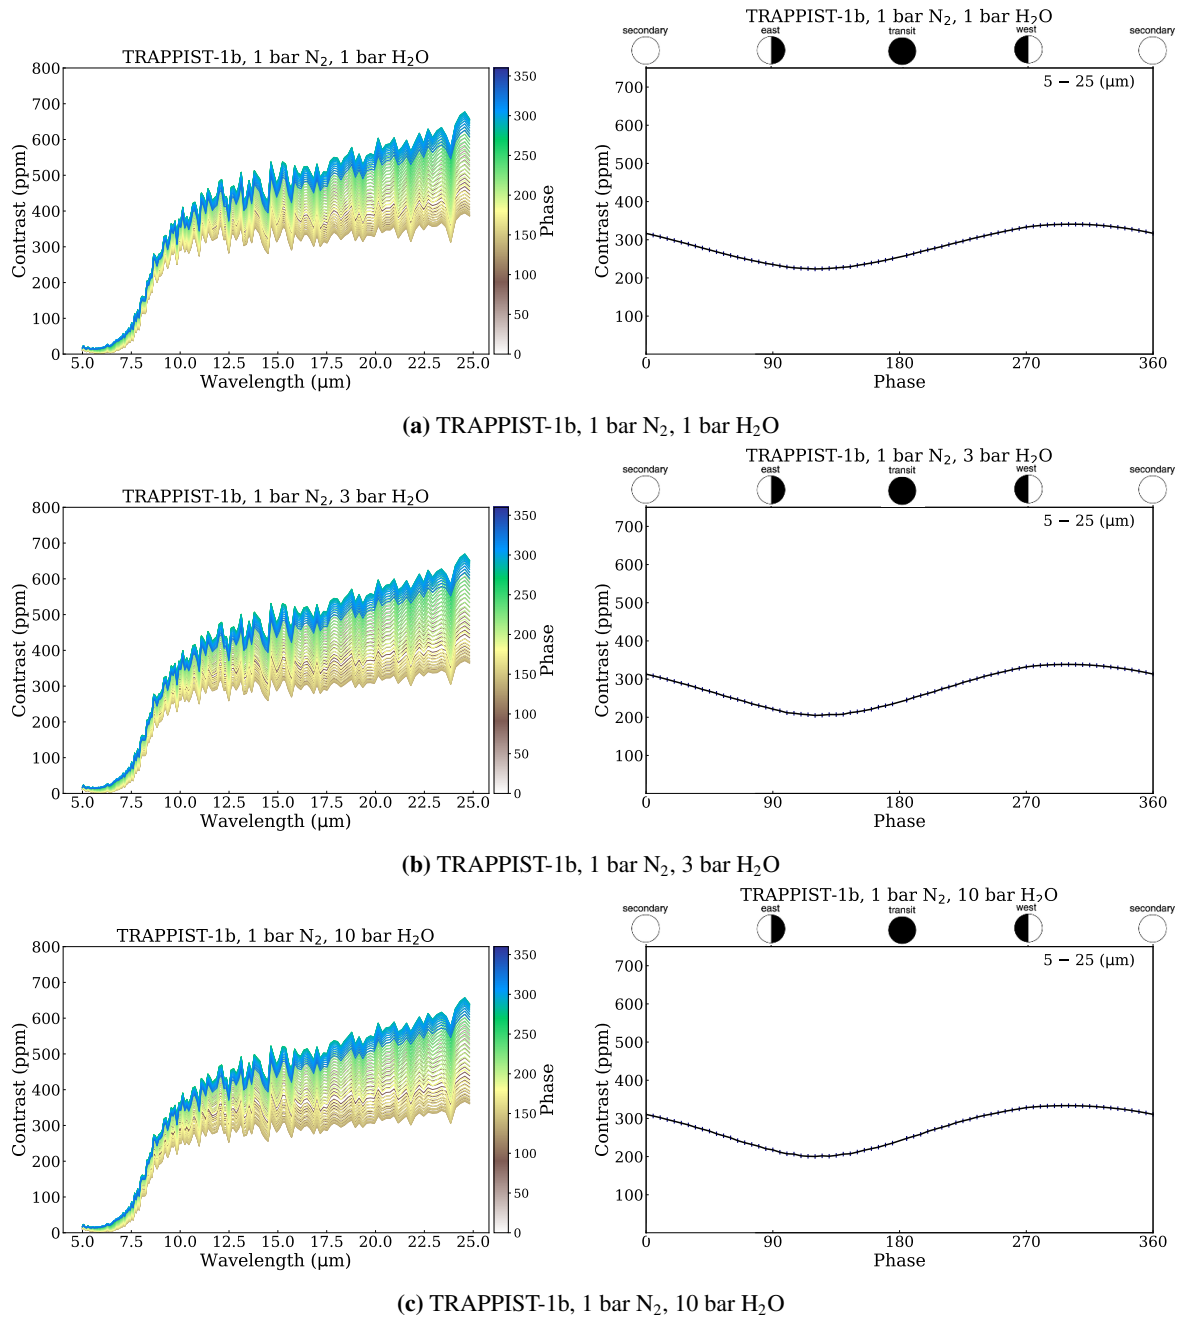 TRAPPIST-1b, 1 bar N₂, 1 bar H₂O
800
700
600
500
400
300
200
100
0
Contrast (ppm)
5.0 7.5 10.0 12.5 15.0 17.5 20.0 22.5 25.0
Wavelength (μm)
350
300
250
200
150
100
50
0
Phase
TRAPPIST-1b, 1 bar N₂, 1 bar H₂O
secondary east transit west secondary
5 − 25 (μm)
700
600
500
400
300
200
100
Contrast (ppm)
0 90 180 270 360
Phase
(a) TRAPPIST-1b, 1 bar N₂, 1 bar H₂O
TRAPPIST-1b, 1 bar N₂, 3 bar H₂O
800
700
600
500
400
300
200
100
0
Contrast (ppm)
5.0 7.5 10.0 12.5 15.0 17.5 20.0 22.5 25.0
Wavelength (μm)
350
300
250
200
150
100
50
0
Phase
TRAPPIST-1b, 1 bar N₂, 3 bar H₂O
secondary east transit west secondary
5 − 25 (μm)
700
600
500
400
300
200
100
Contrast (ppm)
0 90 180 270 360
Phase
(b) TRAPPIST-1b, 1 bar N₂, 3 bar H₂O
TRAPPIST-1b, 1 bar N₂, 10 bar H₂O
800
700
600
500
400
300
200
100
0
Contrast (ppm)
5.0 7.5 10.0 12.5 15.0 17.5 20.0 22.5 25.0
Wavelength (μm)
350
300
250
200
150
100
50
0
Phase
TRAPPIST-1b, 1 bar N₂, 10 bar H₂O
secondary east transit west secondary
5 − 25 (μm)
700
600
500
400
300
200
100
Contrast (ppm)
0 90 180 270 360
Phase
(c) TRAPPIST-1b, 1 bar N₂, 10 bar H₂O